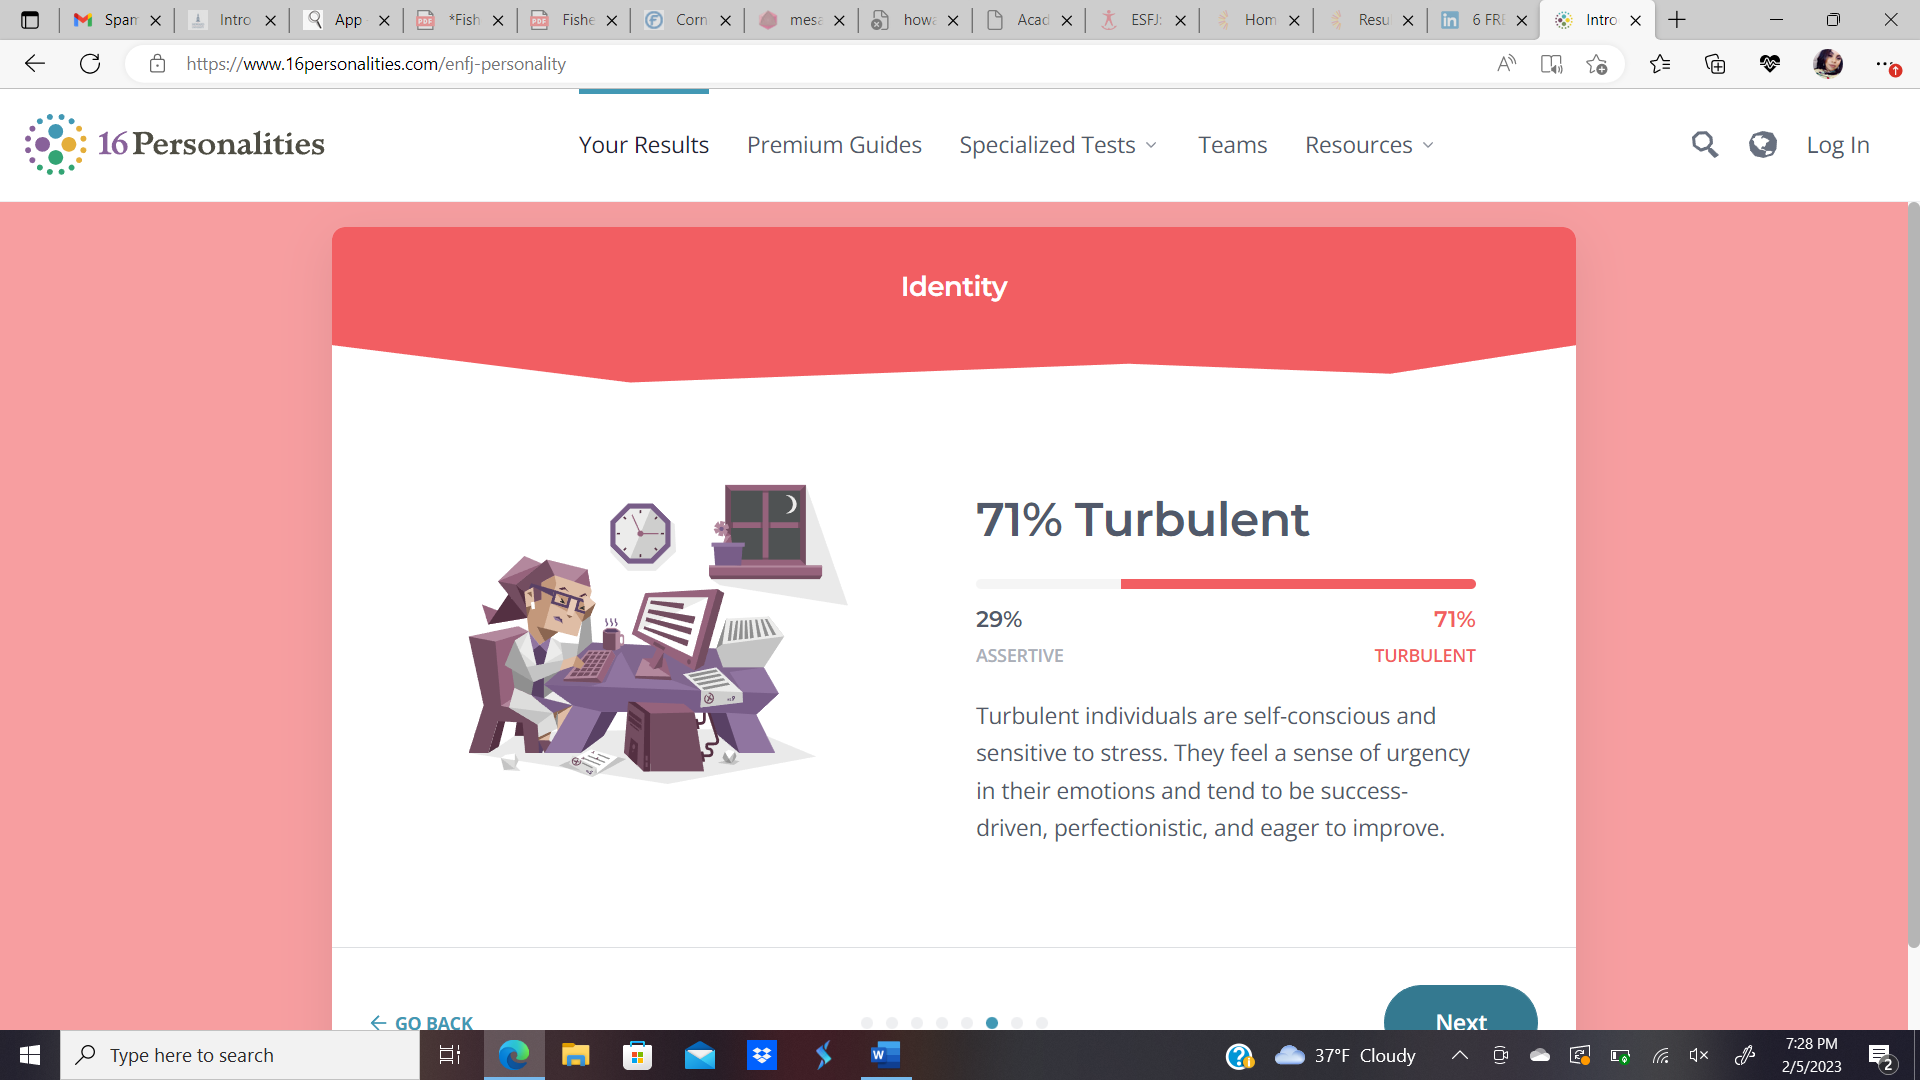 Span
Intro
App
*Fish
Fishe
Corn
mesa
howa
Acad
ESFJ:
Hom
Resu
6 FRE
Intro
https://www.16personalities.com/enfj-personality
16Personalities
Your Results
Premium Guides
Specialized Tests
Teams
Resources
Log In
Identity
71% Turbulent
29%
71%
ASSERTIVE
TURBULENT
Turbulent individuals are self-conscious and
sensitive to stress. They feel a sense of urgency
in their emotions and tend to be success-
driven, perfectionistic, and eager to improve.
GO BACK
Next
Type here to search
37°F Cloudy
7:28 PM
2/5/2023
2